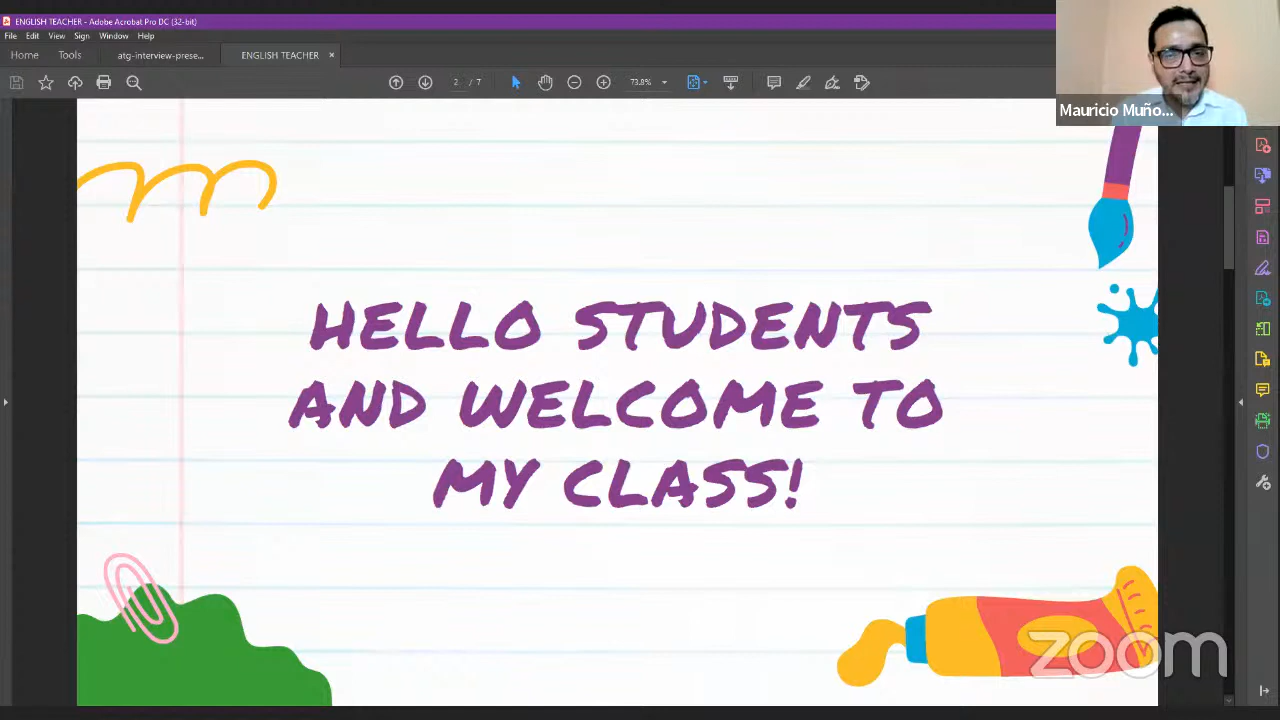 ENGLISH TEACHER - Adobe Acrobat Pro DC (32-bit)
File Edit View Sign Window Help
Home Tools atg-interview-prese... ENGLISH TEACHER ×
2 / 7 73.8%
Mauricio Muño...
HELLO STUDENTS
AND WELCOME TO
MY CLASS!
zoom